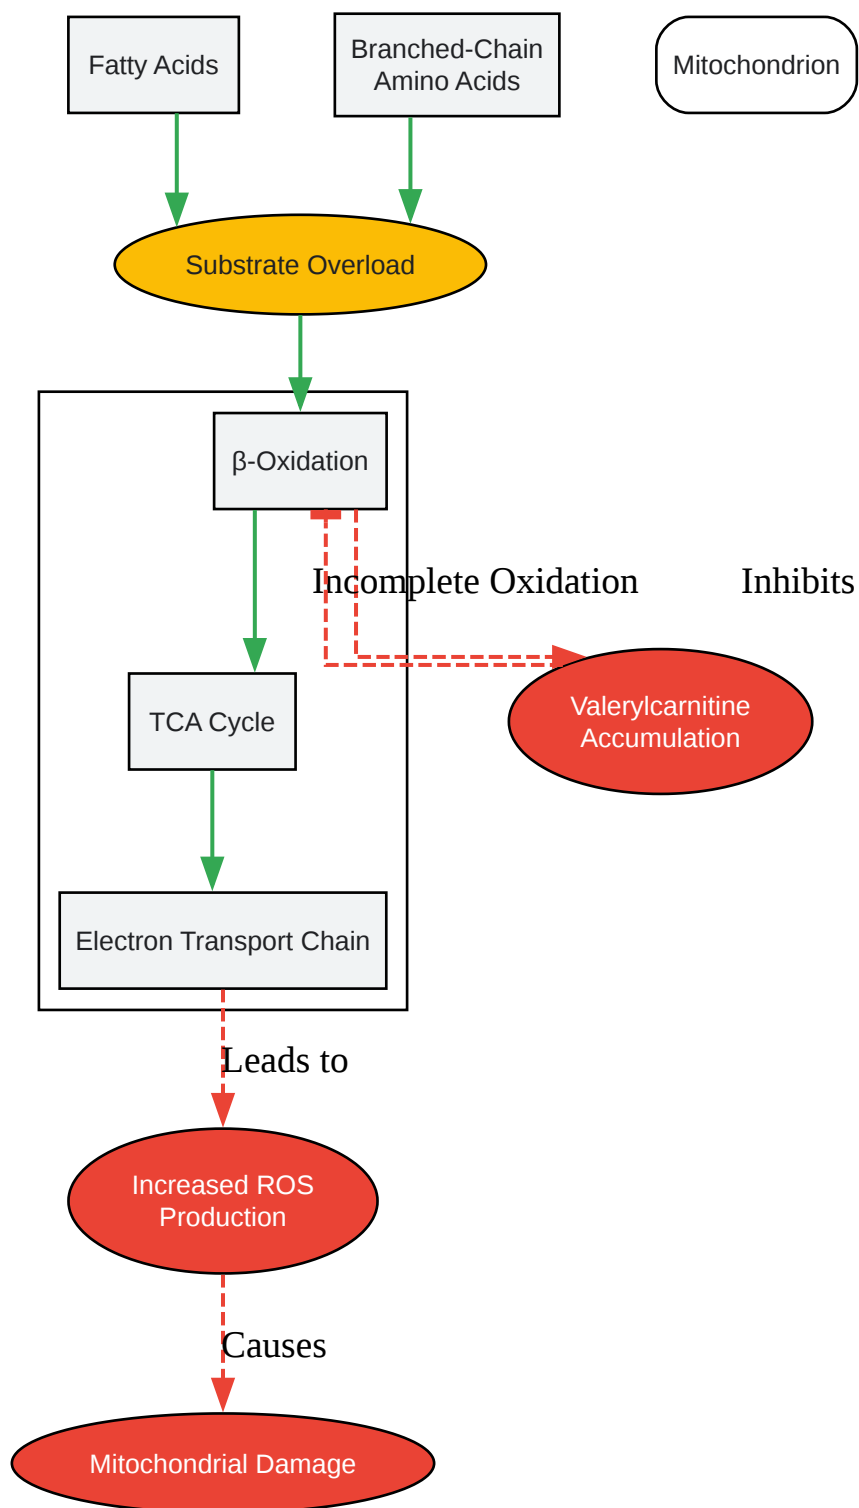 Fatty Acids
Branched-Chain
Amino Acids
Mitochondrion
Substrate Overload
β-Oxidation
Incomplete Oxidation
Inhibits
TCA Cycle
Valerylcarnitine
Accumulation
Electron Transport Chain
Leads to
Increased ROS
Production
Causes
Mitochondrial Damage